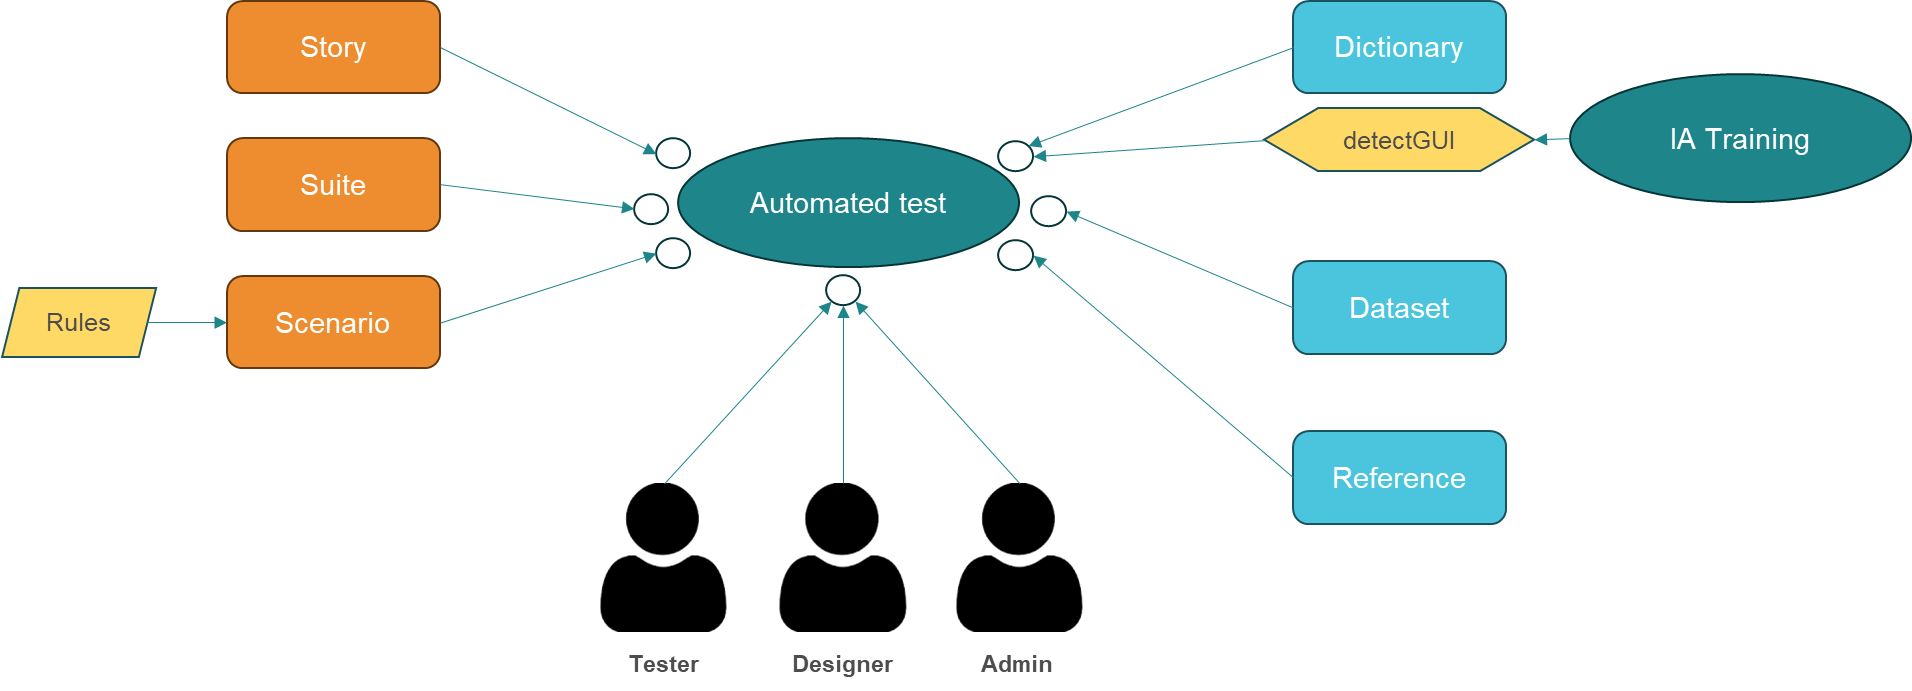 Story
Dictionary
detectGUI
IA Training
Suite
Automated test
Rules
Scenario
Dataset
Reference
Tester
Designer
Admin